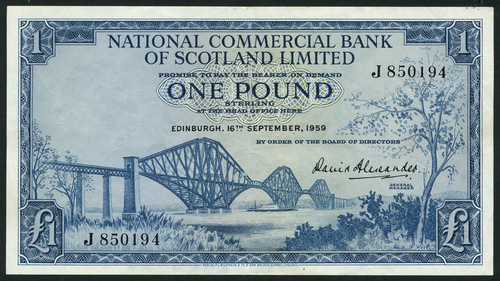 1
1
NATIONAL COMMERCIAL BANK
OF SCOTLAND LIMITED
PROMISE TO PAY THE BEARER ON DEMAND
J 850194
ONE POUND
STERLING
AT THE HEAD OFFICE HERE
EDINBURGH, 16TH SEPTEMBER, 1959
BY ORDER OF THE BOARD OF DIRECTORS
David Alexander
GENERAL
MANAGER
J 850194
£1
£1